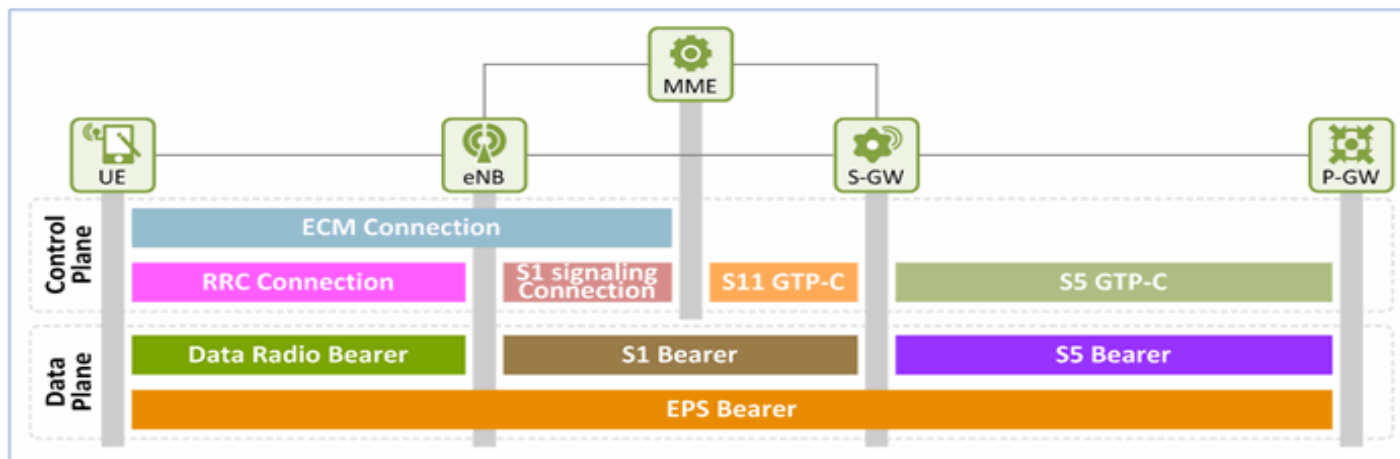 MME
UE
eNB
S-GW
P-GW
Control
Plane
ECM Connection
RRC Connection
S1 signaling
Connection
S11 GTP-C
S5 GTP-C
Data
Plane
Data Radio Bearer
S1 Bearer
S5 Bearer
EPS Bearer